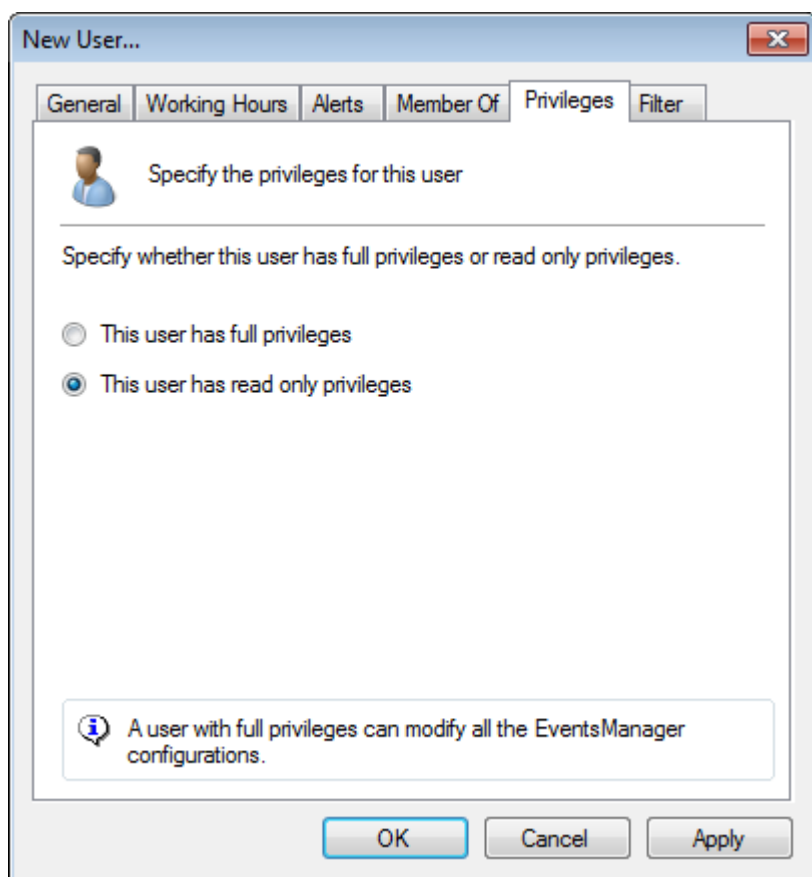 New User...
General Working Hours Alerts Member Of Privileges Filter
Specify the privileges for this user
Specify whether this user has full privileges or read only privileges.
This user has full privileges
This user has read only privileges
A user with full privileges can modify all the EventsManager
configurations.
OK Cancel Apply